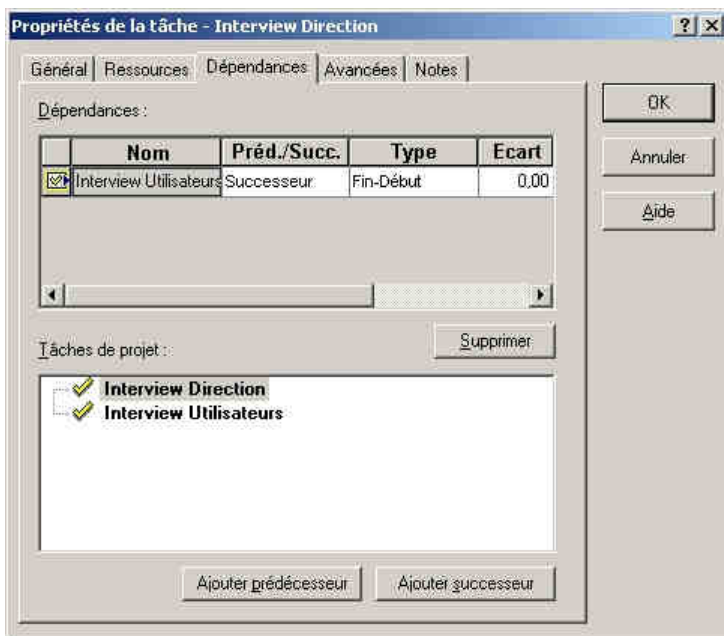 Propriétés de la tâche - Interview Direction
Général Ressources Dépendances Avancées Notes
Dépendances :
Nom Préd./Succ. Type Ecart
Interview Utilisateurs Successeur Fin-Début 0,00
OK
Annuler
Aide
Supprimer
Tâches de projet :
Interview Direction
Interview Utilisateurs
Ajouter prédécesseur Ajouter successeur